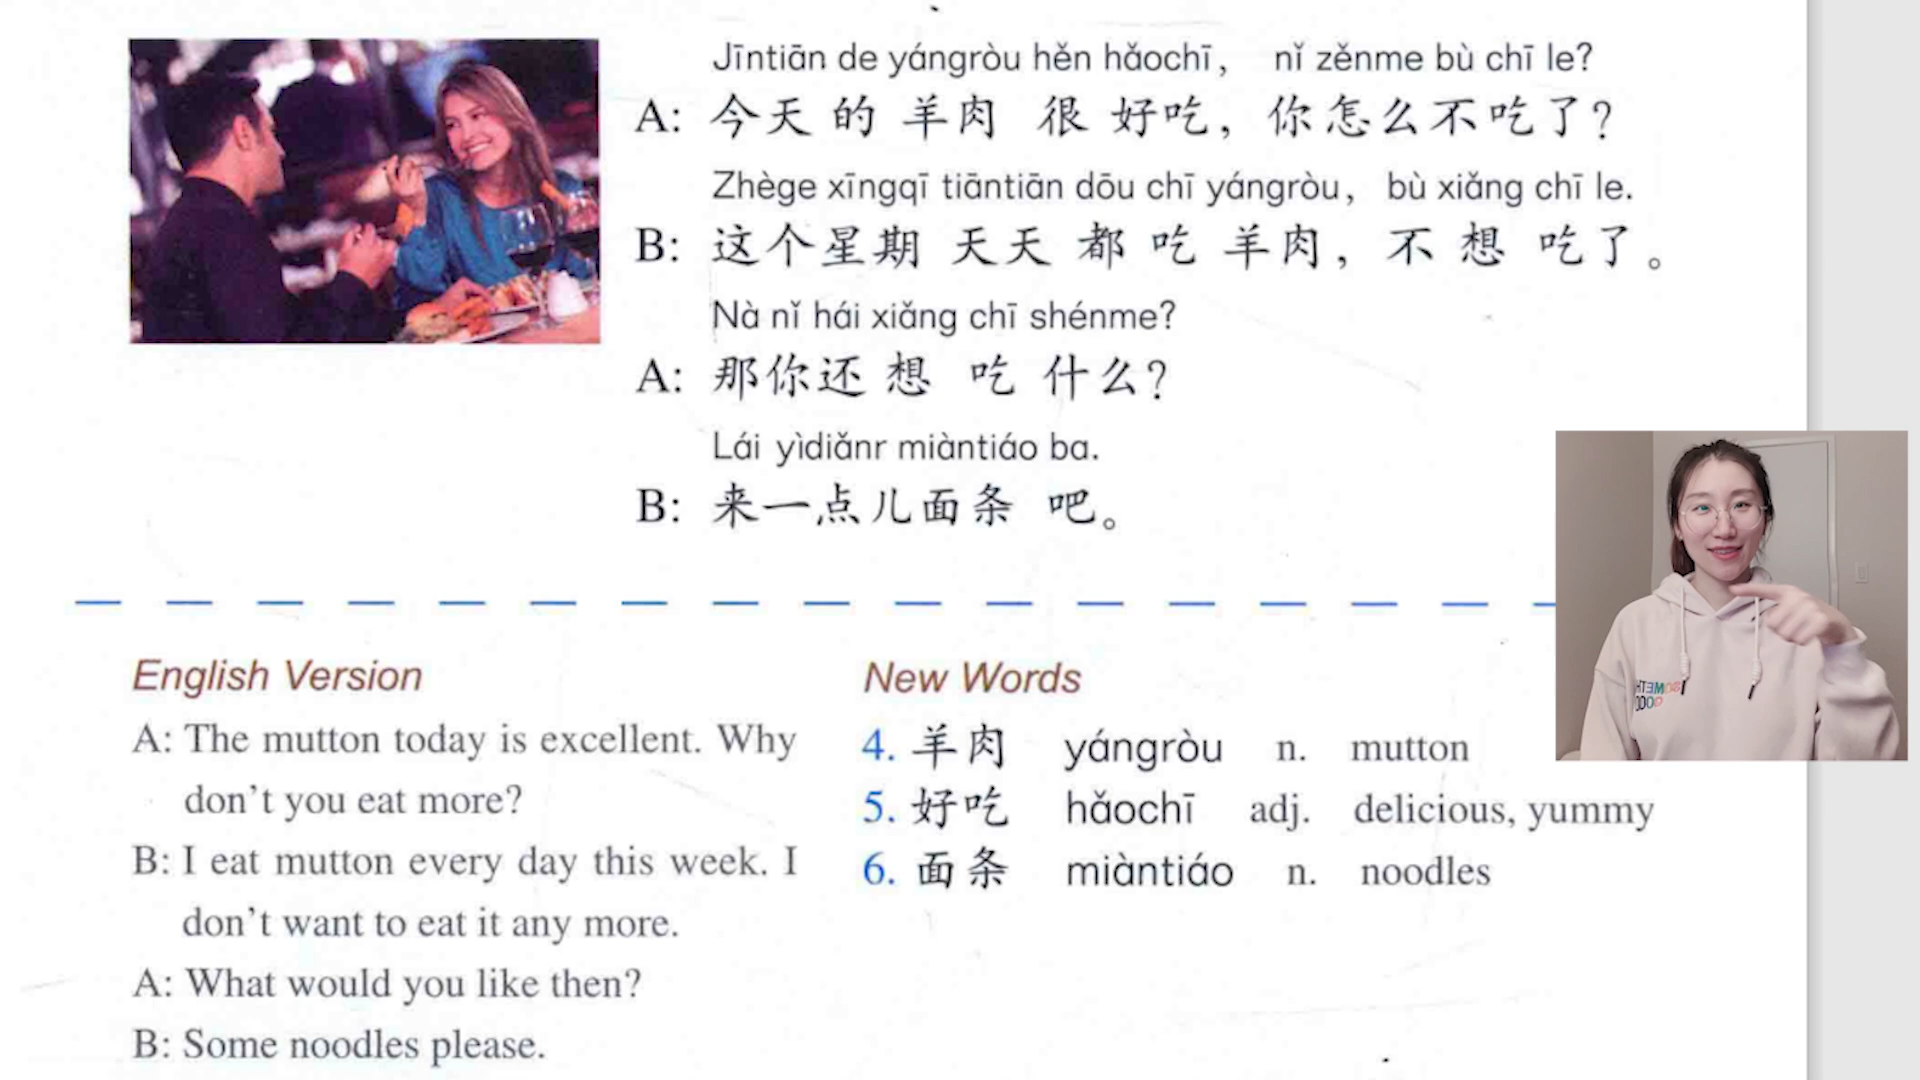 Jīntiān de yángròu hěn hǎochī, nǐ zěnme bù chī le?
A: 今天的羊肉很好吃，你怎么不吃了？
Zhège xīngqī tiāntiān dōu chī yángròu, bù xiǎng chī le.
B: 这个星期天天都吃羊肉，不想吃了。
Nà nǐ hái xiǎng chī shénme?
A: 那你还想吃什么？
Lái yìdiǎnr miàntiáo ba.
B: 来一点儿面条吧。
English Version
A: The mutton today is excellent. Why
don't you eat more?
B: I eat mutton every day this week. I
don't want to eat it any more.
A: What would you like then?
B: Some noodles please.
New Words
4. 羊肉 yángròu n. mutton
5. 好吃 hǎochī adj. delicious, yummy
6. 面条 miàntiáo n. noodles